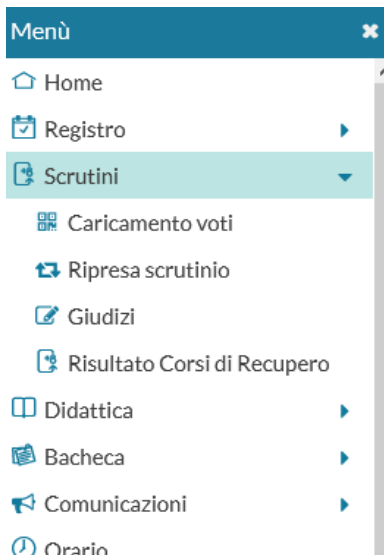 Menù
Home
Registro
Scrutini
Caricamento voti
Ripresa scrutinio
Giudizi
Risultato Corsi di Recupero
Didattica
Bacheca
Comunicazioni
Orario